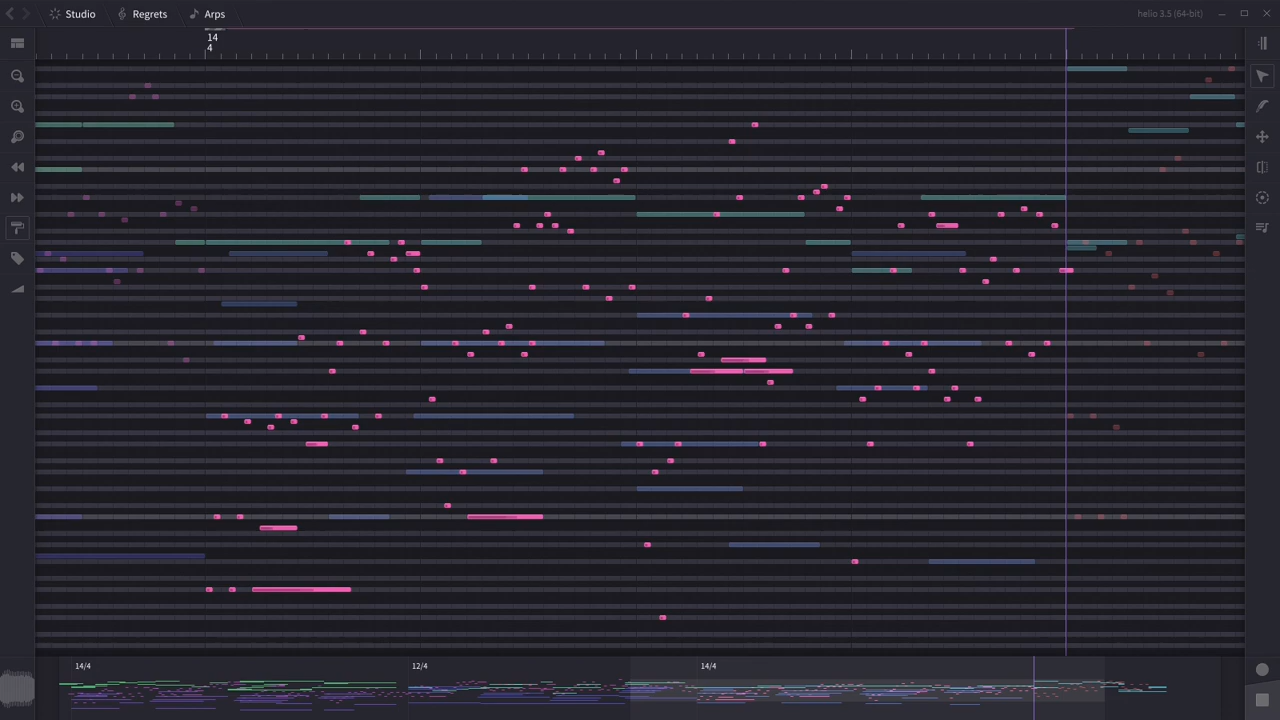 Studio
Regrets
Arps
helio 3.5 (64-bit)
14
4
14/4
12/4
14/4